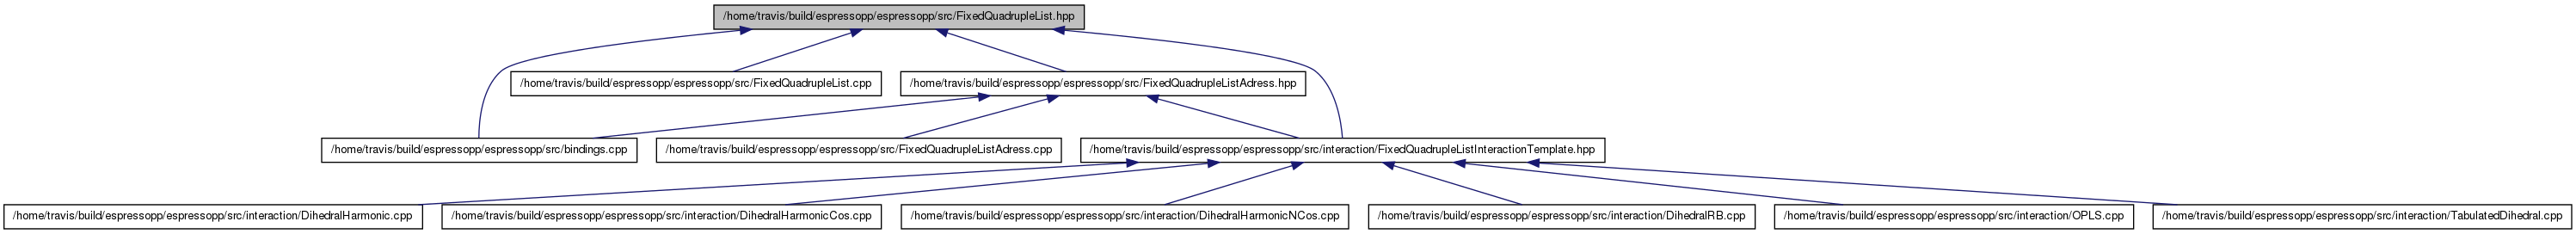 /home/travis/build/espressopp/espressopp/src/FixedQuadrupleList.hpp
/home/travis/build/espressopp/espressopp/src/FixedQuadrupleList.cpp
/home/travis/build/espressopp/espressopp/src/FixedQuadrupleListAdress.hpp
/home/travis/build/espressopp/espressopp/src/bindings.cpp
/home/travis/build/espressopp/espressopp/src/FixedQuadrupleListAdress.cpp
/home/travis/build/espressopp/espressopp/src/interaction/FixedQuadrupleListInteractionTemplate.hpp
/home/travis/build/espressopp/espressopp/src/interaction/DihedralHarmonic.cpp
/home/travis/build/espressopp/espressopp/src/interaction/DihedralHarmonicCos.cpp
/home/travis/build/espressopp/espressopp/src/interaction/DihedralHarmonicNCos.cpp
/home/travis/build/espressopp/espressopp/src/interaction/DihedralRB.cpp
/home/travis/build/espressopp/espressopp/src/interaction/OPLS.cpp
/home/travis/build/espressopp/espressopp/src/interaction/TabulatedDihedral.cpp